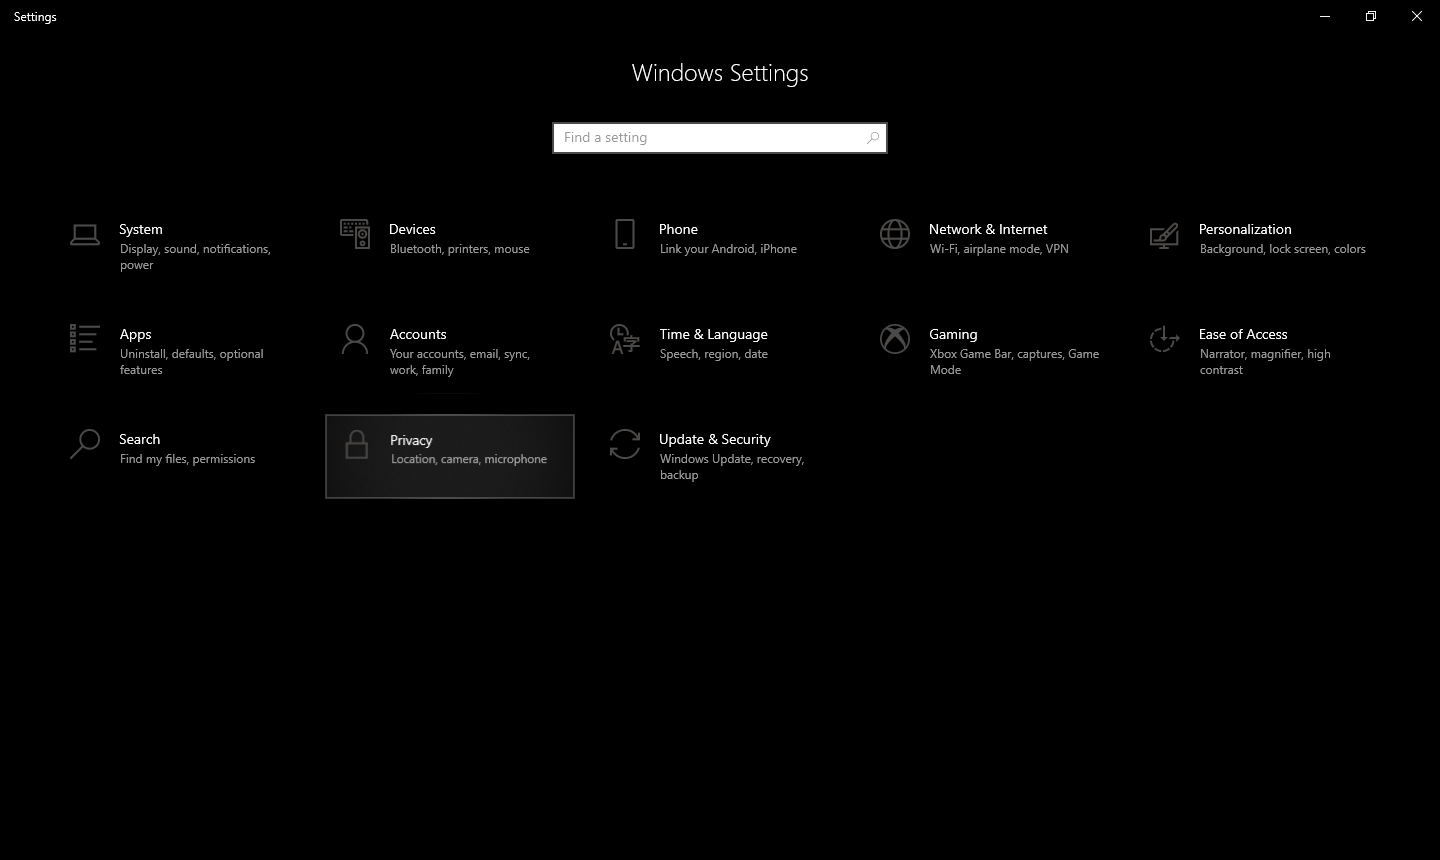 Settings
Windows Settings
Find a setting
System
Display, sound, notifications,
power
Devices
Bluetooth, printers, mouse
Phone
Link your Android, iPhone
Network & Internet
Wi-Fi, airplane mode, VPN
Personalization
Background, lock screen, colors
Apps
Uninstall, defaults, optional
features
Accounts
Your accounts, email, sync,
work, family
Time & Language
Speech, region, date
Gaming
Xbox Game Bar, captures, Game
Mode
Ease of Access
Narrator, magnifier, high
contrast
Search
Find my files, permissions
Privacy
Location, camera, microphone
Update & Security
Windows Update, recovery,
backup